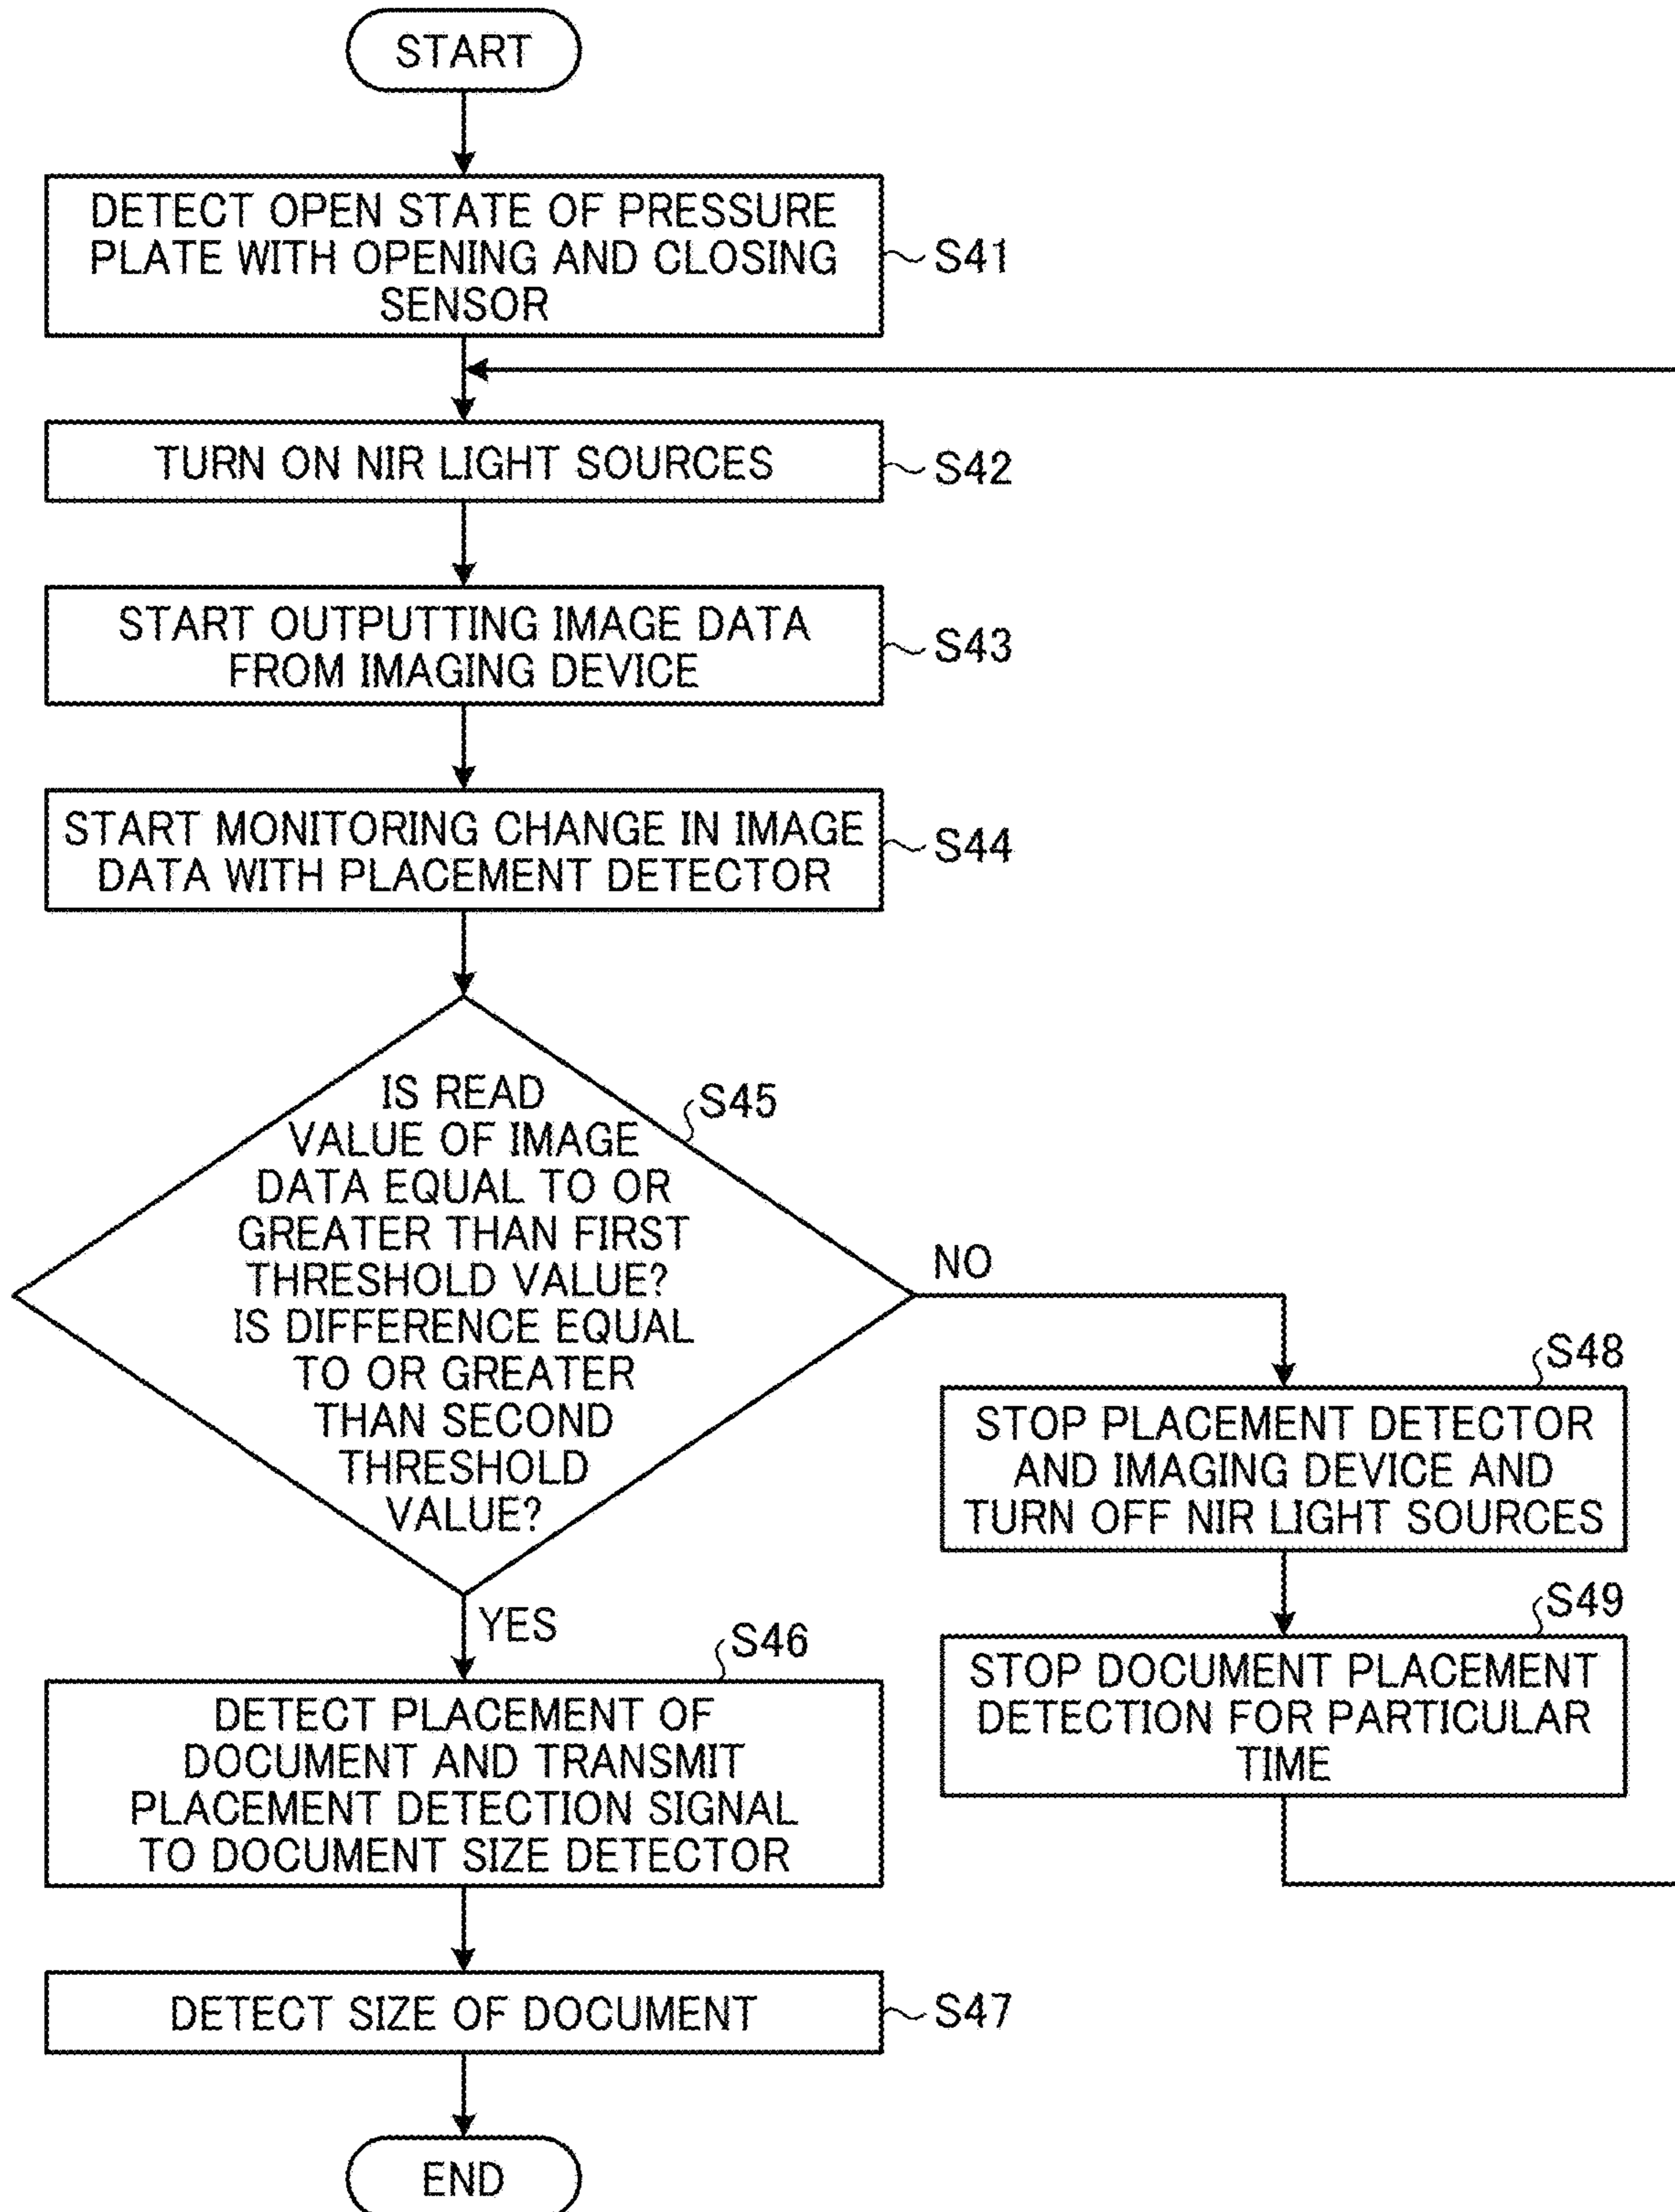 START
DETECT OPEN STATE OF PRESSURE
PLATE WITH OPENING AND CLOSING
SENSOR
S41
TURN ON NIR LIGHT SOURCES
S42
START OUTPUTTING IMAGE DATA
FROM IMAGING DEVICE
S43
START MONITORING CHANGE IN IMAGE
DATA WITH PLACEMENT DETECTOR
S44
IS READ
VALUE OF IMAGE
DATA EQUAL TO OR
GREATER THAN FIRST
THRESHOLD VALUE?
IS DIFFERENCE EQUAL
TO OR GREATER
THAN SECOND
THRESHOLD
VALUE?
S45
NO
YES
S46
DETECT PLACEMENT OF
DOCUMENT AND TRANSMIT
PLACEMENT DETECTION SIGNAL
TO DOCUMENT SIZE DETECTOR
DETECT SIZE OF DOCUMENT
S47
END
S48
STOP PLACEMENT DETECTOR
AND IMAGING DEVICE AND
TURN OFF NIR LIGHT SOURCES
S49
STOP DOCUMENT PLACEMENT
DETECTION FOR PARTICULAR
TIME